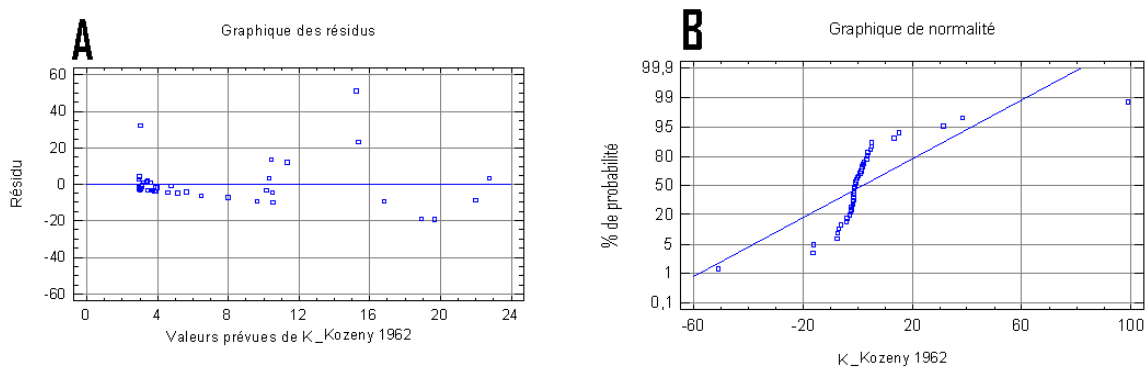 A
Graphique des résidus
Résidu
60
40
20
0
-20
-40
-60
0 4 8 12 16 20 24
Valeurs prévues de K_Kozeny 1962
B
Graphique de normalité
% de probabilité
99,9
99
95
80
50
20
5
1
0,1
-60 -20 20 60 100
K_Kozeny 1962